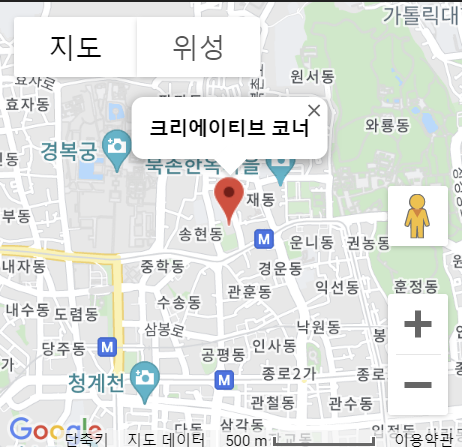 가톨릭대
지도 위성
원서동
효자동
와룡동
크리에이티브 코너
경복궁
북촌한옥마을
재동
송현동
운니동 권농동
내자동
중학동
경운동
관훈동
익선동
훈정동
내수동 도렴동
수송동
삼봉로
낙원동
당주동
인사동
공평동
종로2가
청계천
관철동
관수동
Google
다동
삼각동
단축키
지도 데이터
500 m
이용약관